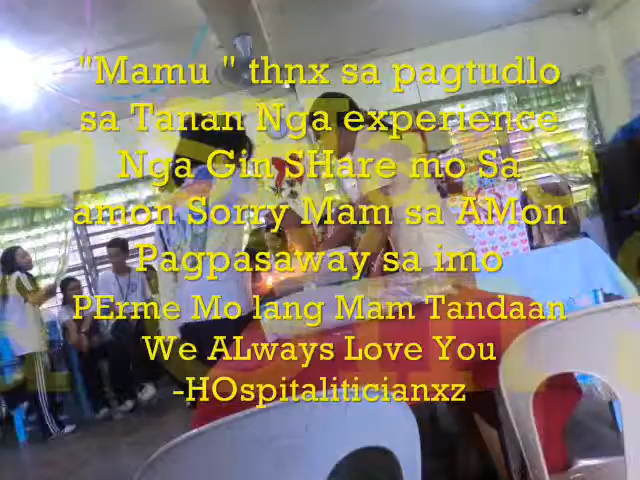 "Mamu " thnx sa pagtudlo
sa Tanan Nga experience
Nga Gin SHare mo Sa
amon Sorry Mam sa AMon
Pagpasaway sa imo
PErme Mo lang Mam Tandaan
We ALways Love You
-HOspitaliticianxz